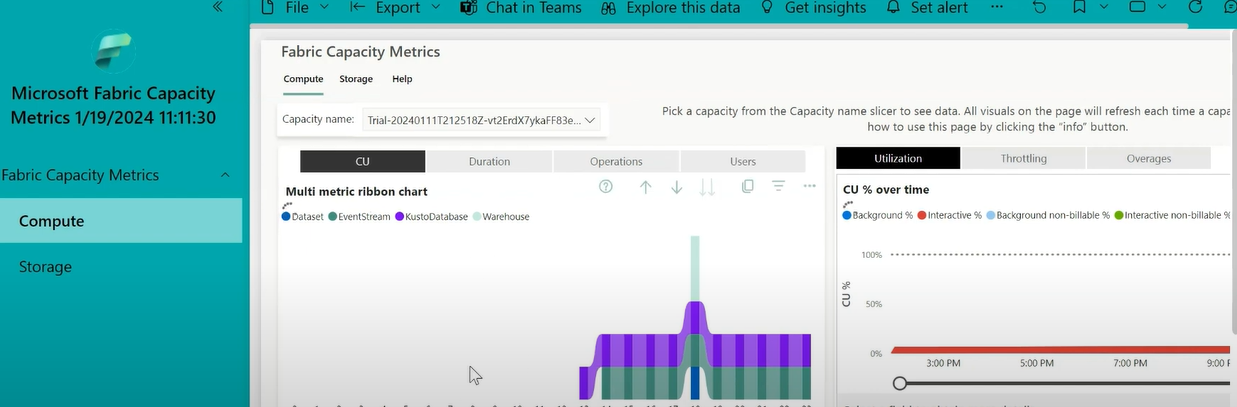 File
Export
Chat in Teams
Explore this data
Get insights
Set alert
Microsoft Fabric Capacity
Metrics 1/19/2024 11:11:30
Fabric Capacity Metrics
Compute
Storage
Fabric Capacity Metrics
Compute Storage Help
Capacity name: Trial-20240111T212518Z-vt2ErdX7ykaFF83e...
Pick a capacity from the Capacity name slicer to see data. All visuals on the page will refresh each time a capa
how to use this page by clicking the "info" button.
CU Duration Operations Users
Multi metric ribbon chart
Dataset EventStream KustoDatabase Warehouse
Utilization Throttling Overages
CU % over time
Background % Interactive % Background non-billable % Interactive non-billable %
100%
CU %
50%
0%
3:00 PM 5:00 PM 7:00 PM 9:00 P